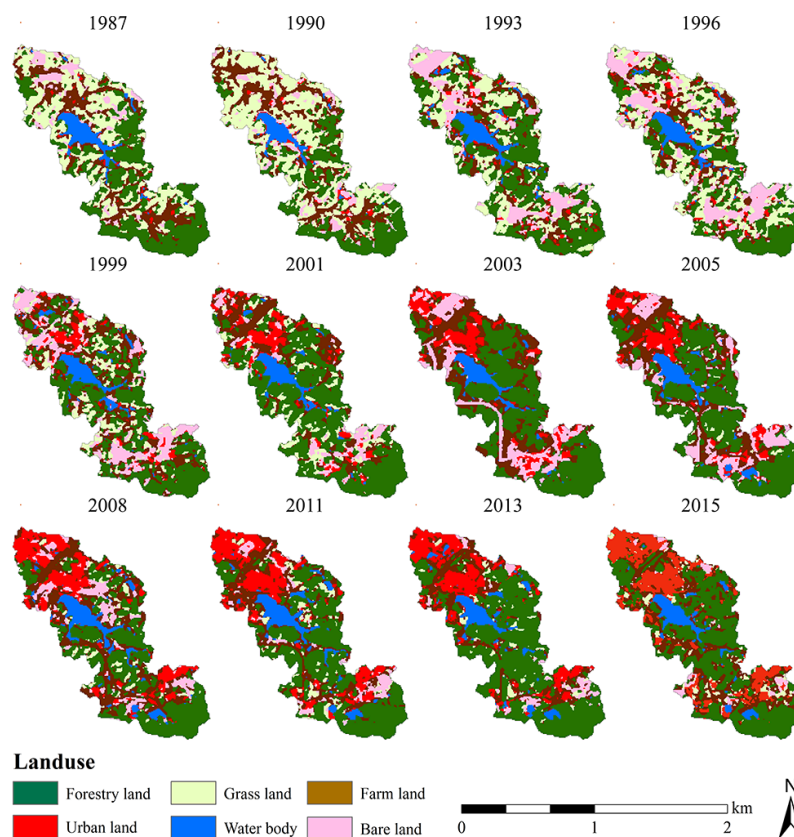 1987 1990 1993 1996
1999 2001 2003 2005
2008 2011 2013 2015
Landuse
Forestry land Grass land Farm land
Urban land Water body Bare land
km
0 1 2
N